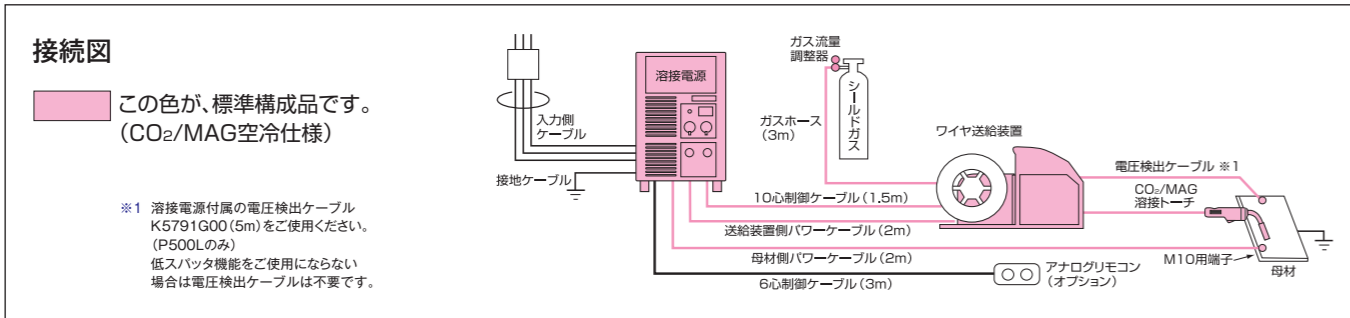 接続図
この色が、標準構成品です。
(CO₂/MAG空冷仕様)
※1 溶接電源付属の電圧検出ケーブル
K5791G00(5m)をご使用ください。
(P500Lのみ)
低スパッタ機能をご使用にならない
場合は電圧検出ケーブルは不要です。
入力側
ケーブル
接地ケーブル
溶接電源
ガス流量
調整器
シールドガス
ガスホース
(3m)
ワイヤ送給装置
電圧検出ケーブル ※1
CO₂/MAG
溶接トーチ
10心制御ケーブル(1.5m)
送給装置側パワーケーブル(2m)
母材側パワーケーブル(2m)
6心制御ケーブル(3m)
アナログリモコン
(オプション)
M10用端子
母材